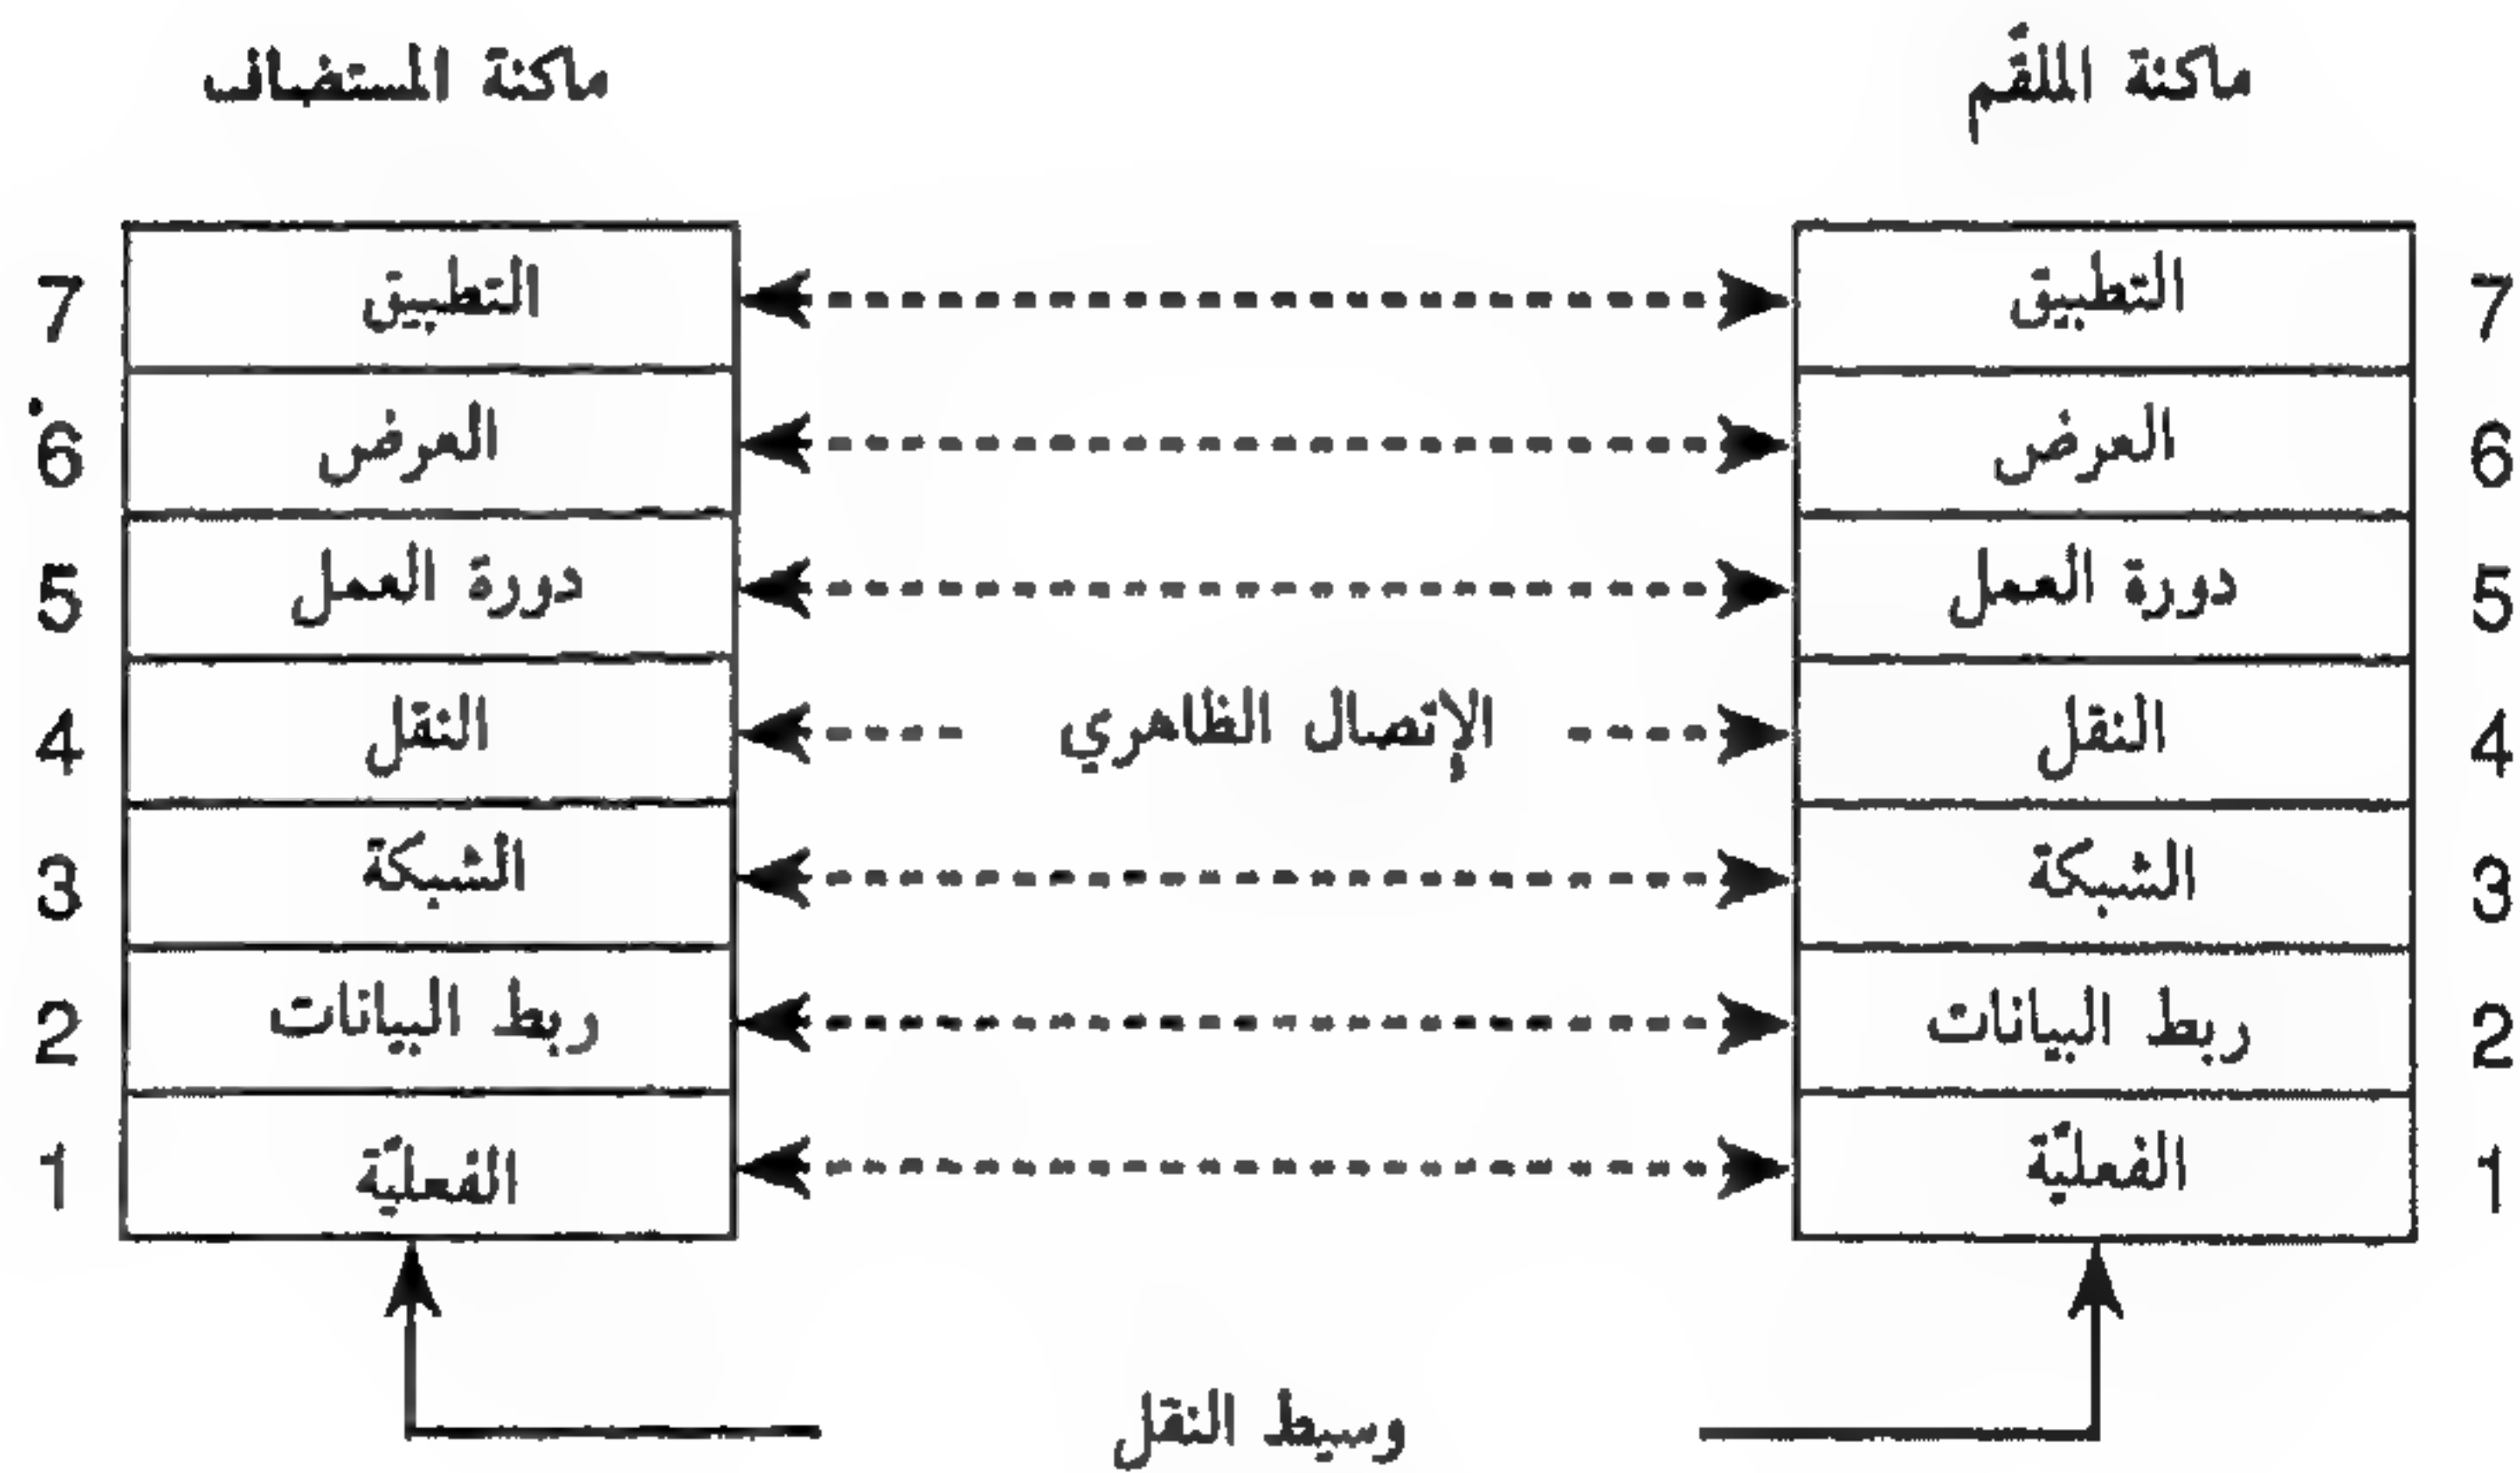 ماكنة الملقّم
ماكنة المستضاف
7 التطبيق التطبيق 7
6 العرض العرض 6
5 دورة العمل دورة العمل 5
4 النقل الإتصال الظاهري النقل 4
3 الشبكة الشبكة 3
2 ربط البيانات ربط البيانات 2
1 الفعليّة الفعليّة 1
وسيط النقل